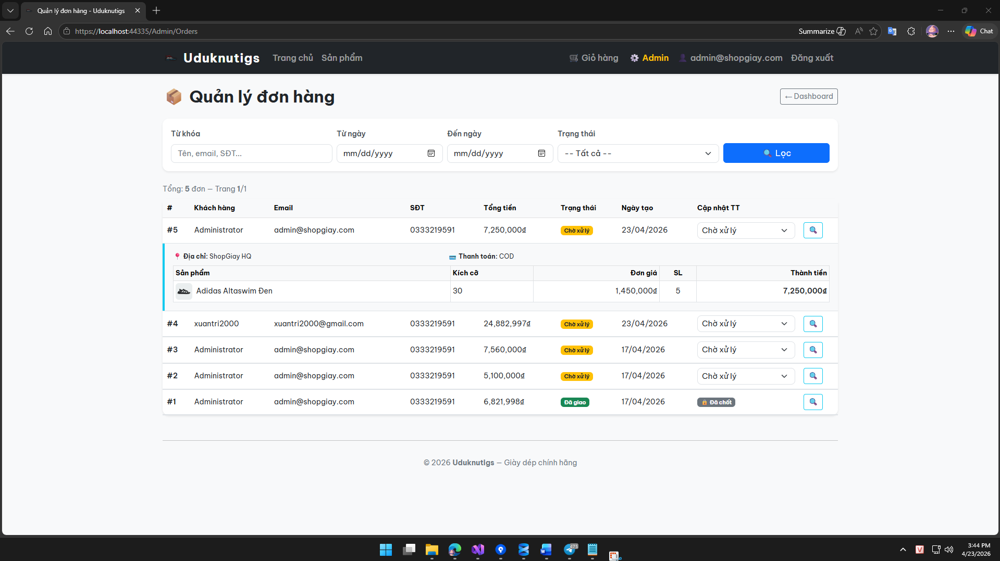 Quản lý đơn hàng - Uduknutigs
https://localhost:44335/Admin/Orders
Summarize
Chat
Uduknutigs
Trang chủ
Sản phẩm
Giỏ hàng
Admin
admin@shopgiay.com
Đăng xuất
Quản lý đơn hàng
← Dashboard
Từ khóa
Từ ngày
Đến ngày
Trạng thái
Tên, email, SĐT...
mm/dd/yyyy
mm/dd/yyyy
-- Tất cả --
Lọc
Tổng: 5 đơn — Trang 1/1
# Khách hàng Email SĐT Tổng tiền Trạng thái Ngày tạo Cập nhật TT
#5 Administrator admin@shopgiay.com 0333219591 7,250,000₫ Chờ xử lý 23/04/2026 Chờ xử lý
Địa chỉ: ShopGiay HQ
Thanh toán: COD
Sản phẩm Kích cỡ Đơn giá SL Thành tiền
Adidas Altaswim Đen 30 1,450,000₫ 5 7,250,000₫
#4 xuantri2000 xuantri2000@gmail.com 0333219591 24,882,997₫ Chờ xử lý 23/04/2026 Chờ xử lý
#3 Administrator admin@shopgiay.com 0333219591 7,560,000₫ Chờ xử lý 17/04/2026 Chờ xử lý
#2 Administrator admin@shopgiay.com 0333219591 5,100,000₫ Chờ xử lý 17/04/2026 Chờ xử lý
#1 Administrator admin@shopgiay.com 0333219591 6,821,998₫ Đã giao 17/04/2026 Đã chốt
© 2026 Uduknutigs — Giày dép chính hãng
475
V
3:44 PM
4/23/2026